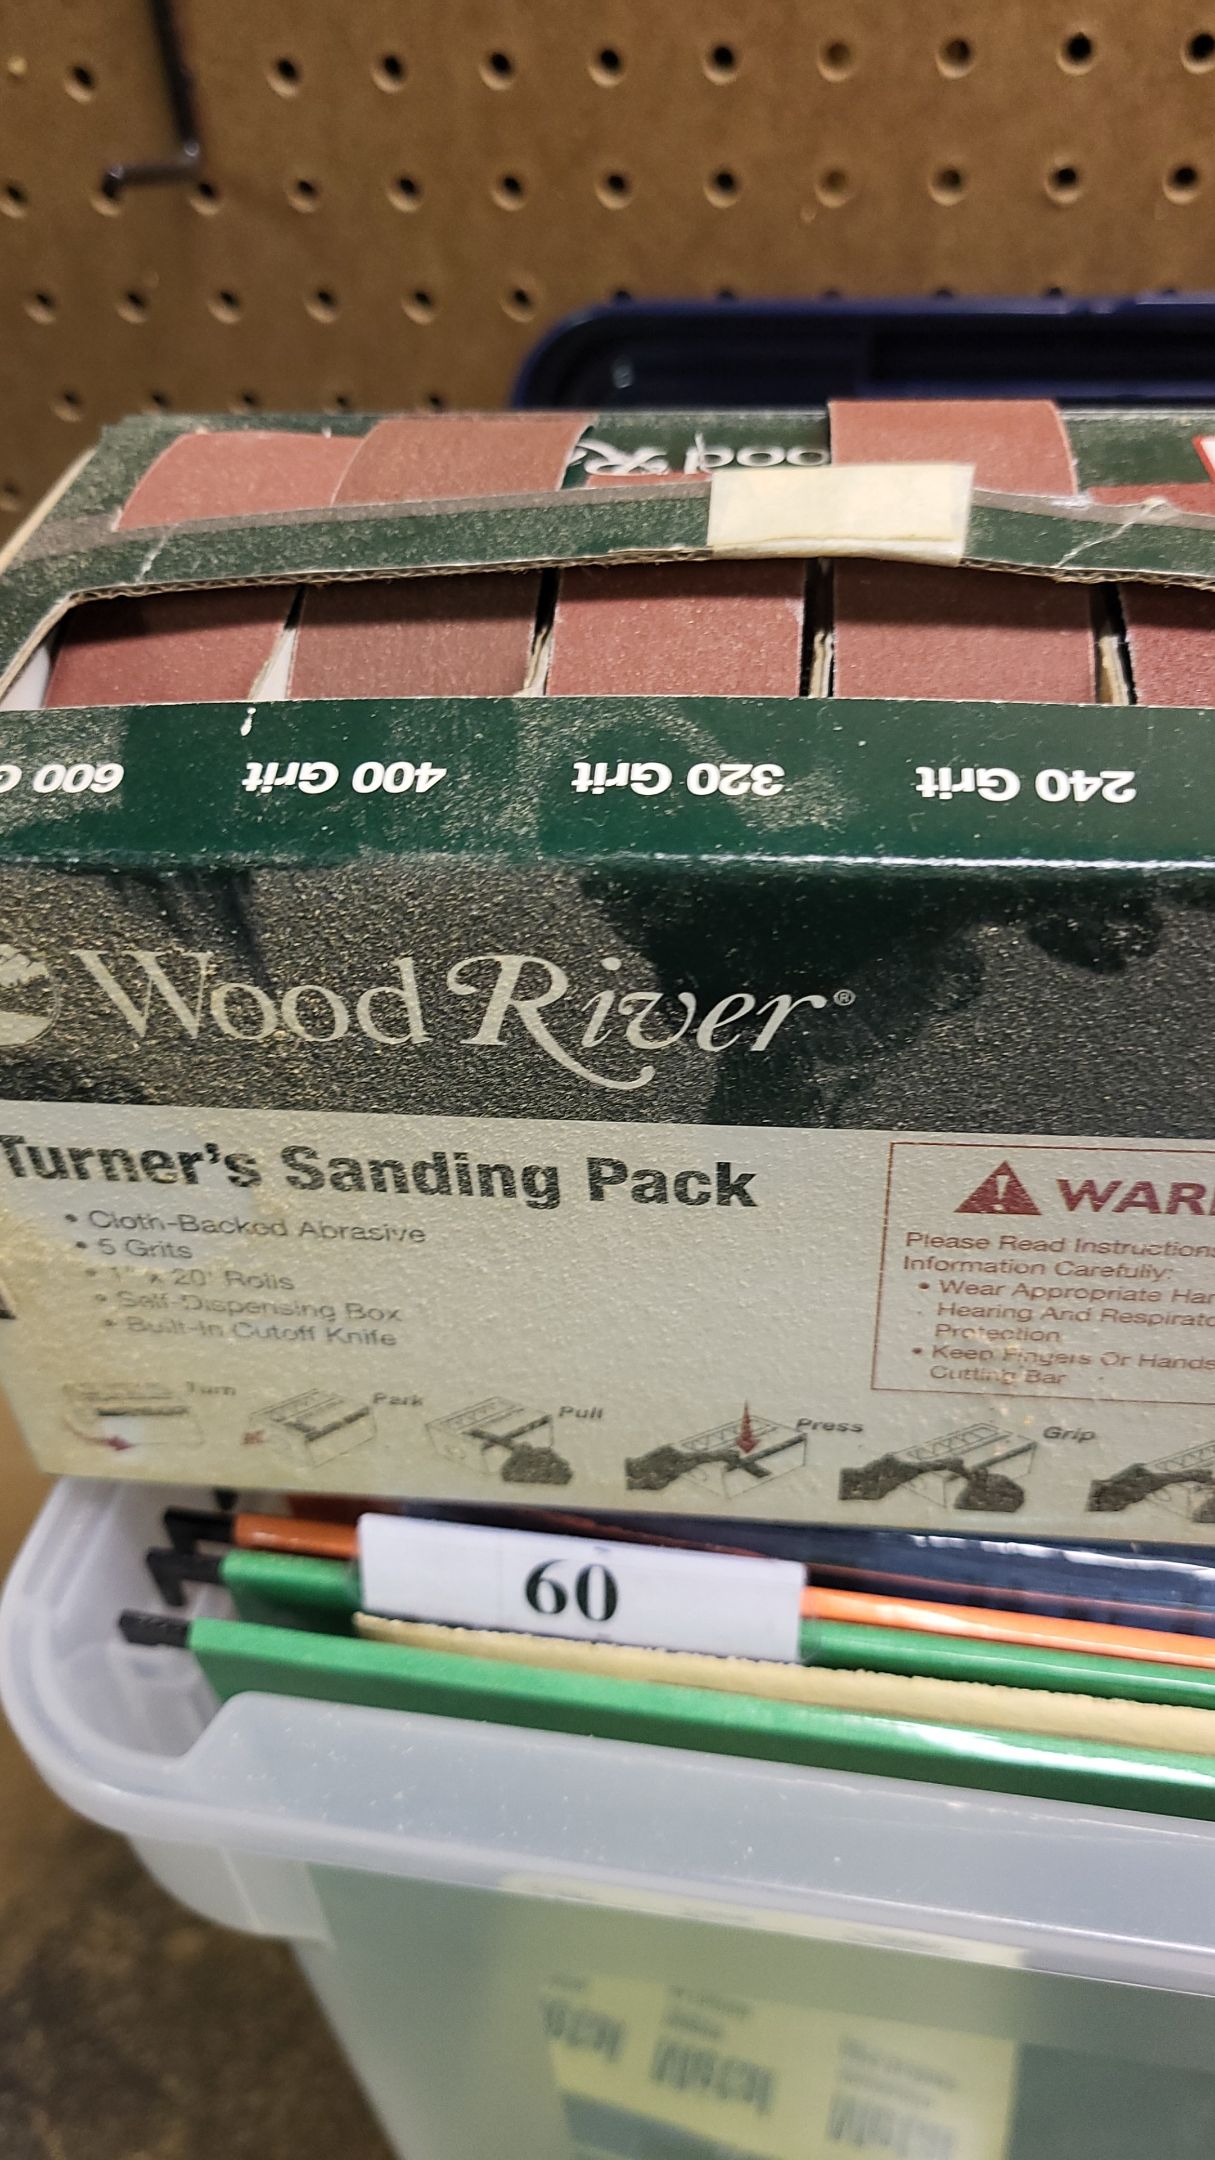 ood R
600 G
400 Grit
320 Grit
240 Grit
Wood River®
Turner's Sanding Pack
• Cloth-Backed Abrasive
• 5 Grits
• 1" x 20' Rolls
• Self-Dispensing Box
• Built-In Cutoff Knife
WAR
Please Read Instructions
Information Carefully:
• Wear Appropriate
Hearing And
Protection
• Keep Fingers Or Hands
Cutting Bar
Turn
Park
Pull
Press
Grip
60